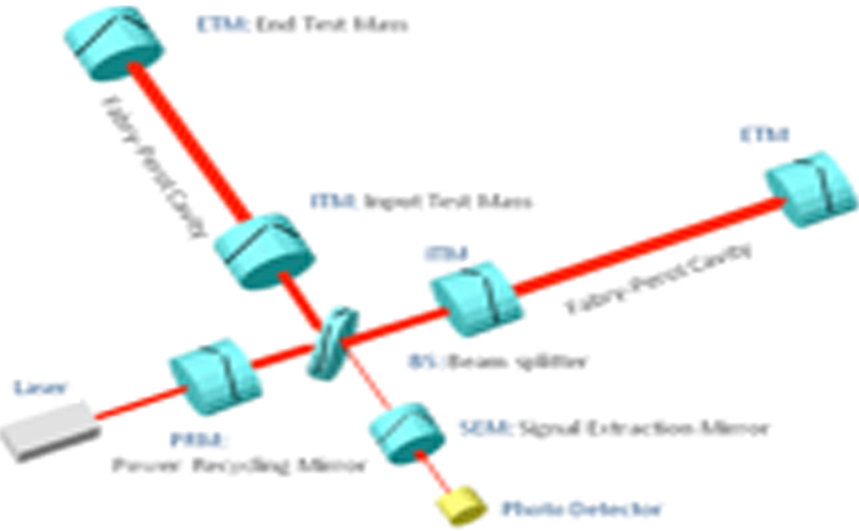 ETM: End Test Mass
Fabry-Perot Cavity
ETM
ITM: Input Test Mass
ITM
Fabry-Perot Cavity
BS: Beam splitter
Laser
PRM:
Power Recycling Mirror
SEM: Signal Extraction Mirror
Photo Detector